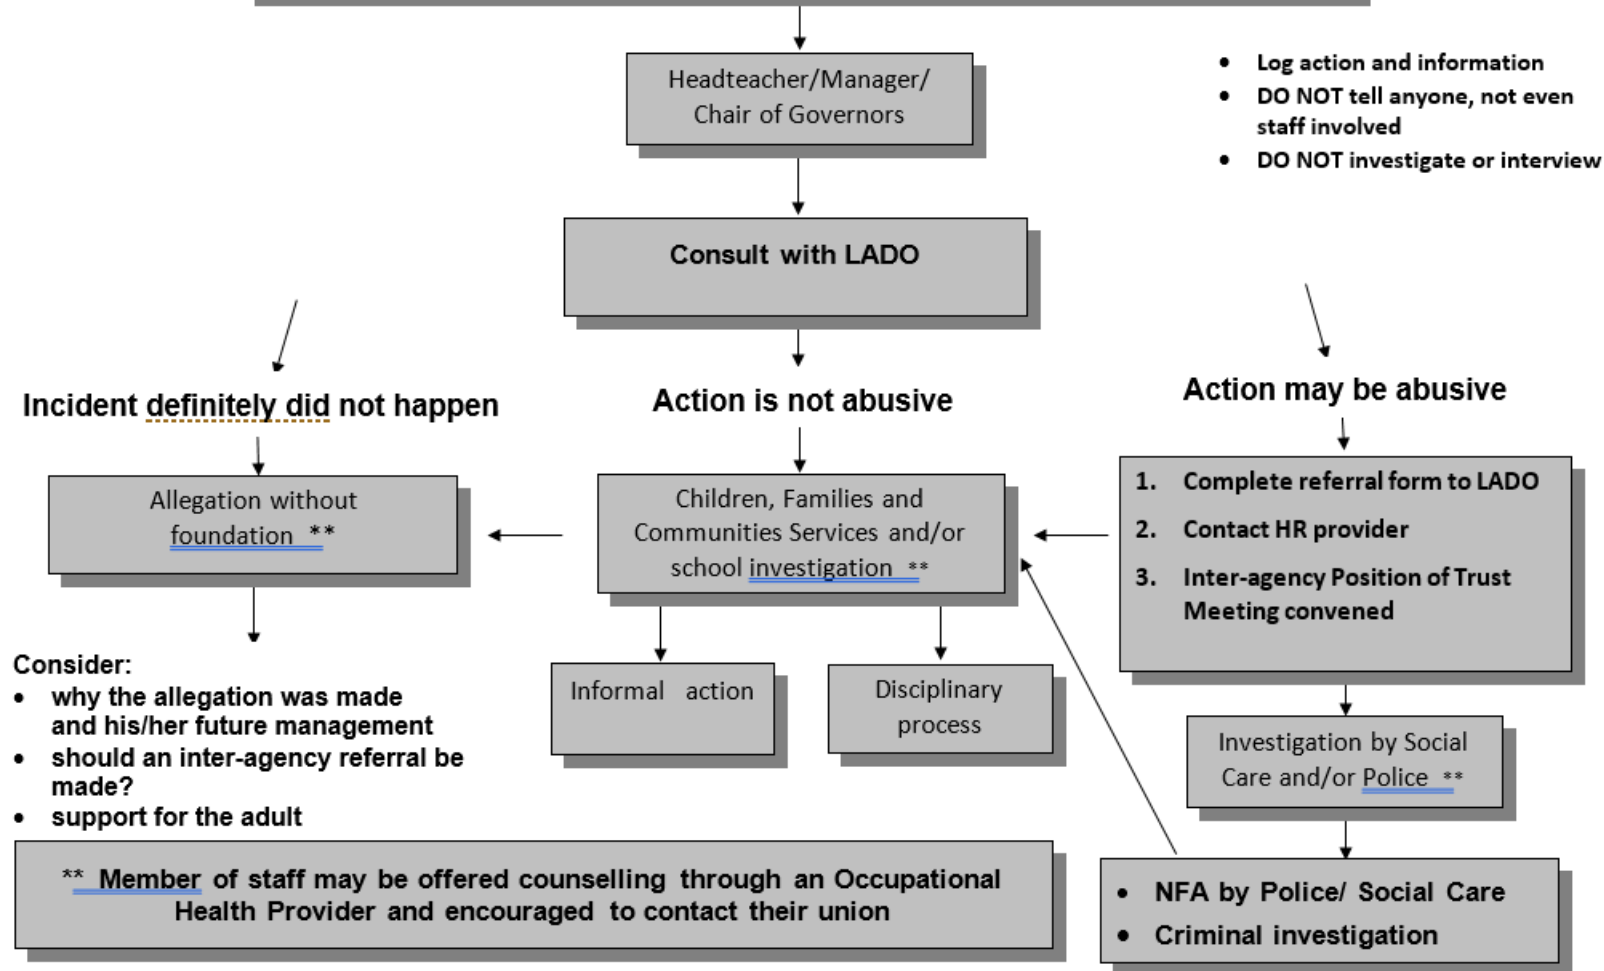 Headteacher/Manager/
Chair of Governors
• Log action and information
• DO NOT tell anyone, not even
staff involved
• DO NOT investigate or interview
Consult with LADO
Incident definitely did not happen
Action is not abusive
Action may be abusive
Allegation without
foundation **
Children, Families and
Communities Services and/or
school investigation **
1. Complete referral form to LADO
2. Contact HR provider
3. Inter-agency Position of Trust
Meeting convened
Consider:
• why the allegation was made
and his/her future management
• should an inter-agency referral be
made?
• support for the adult
Informal action
Disciplinary
process
Investigation by Social
Care and/or Police **
** Member of staff may be offered counselling through an Occupational
Health Provider and encouraged to contact their union
• NFA by Police/ Social Care
• Criminal investigation